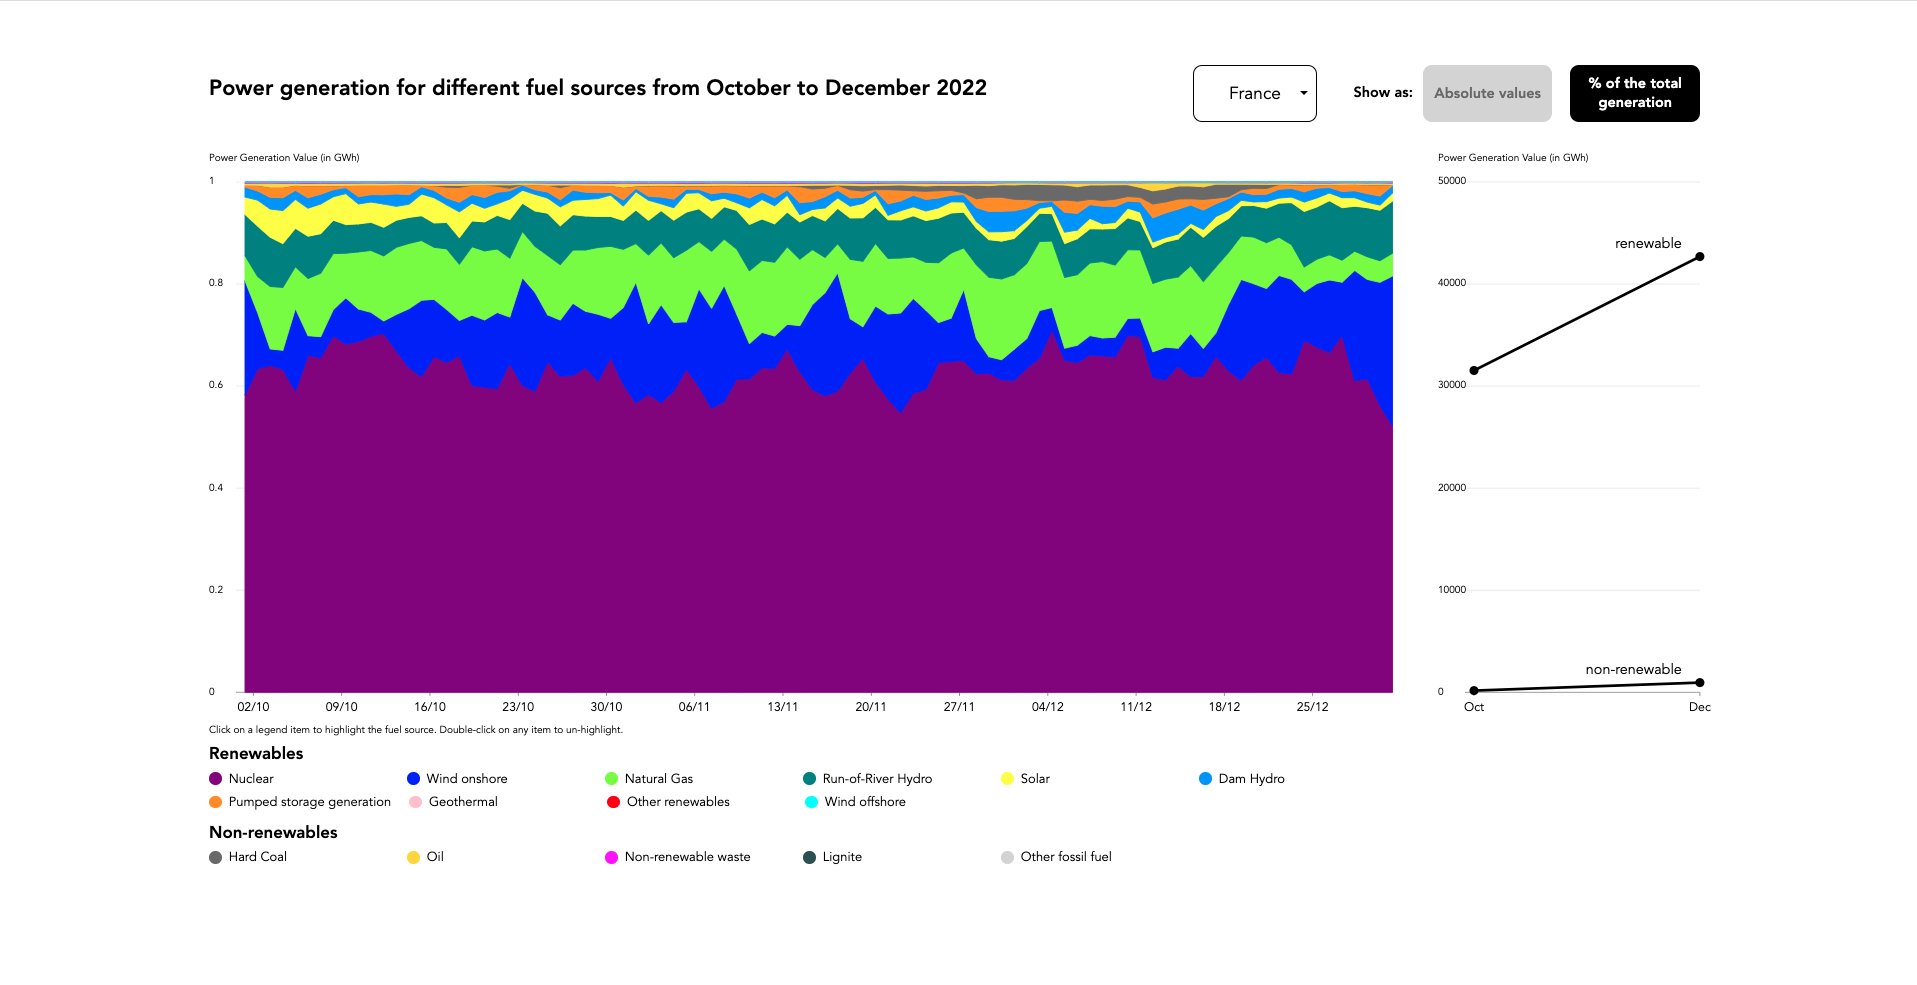 Power generation for different fuel sources from October to December 2022
France
Show as:
Absolute values
% of the total
generation
Power Generation Value (in GWh)
1
0.8
0.6
0.4
0.2
0
02/10
09/10
16/10
23/10
30/10
06/11
13/11
20/11
27/11
04/12
11/12
18/12
25/12
Power Generation Value (in GWh)
50000
40000
30000
20000
10000
0
renewable
non-renewable
Oct
Dec
Click on a legend item to highlight the fuel source. Double-click on any item to un-highlight.
Renewables
Nuclear
Wind onshore
Natural Gas
Run-of-River Hydro
Solar
Dam Hydro
Pumped storage generation
Geothermal
Other renewables
Wind offshore
Non-renewables
Hard Coal
Oil
Non-renewable waste
Lignite
Other fossil fuel